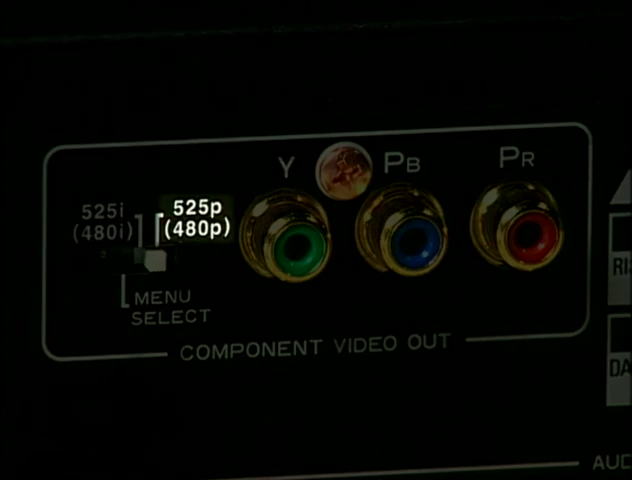 Y PB PR
525i
(480i)
525p
(480p)
MENU
SELECT
COMPONENT VIDEO OUT